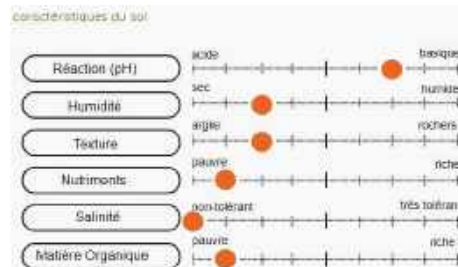 caractéristiques du sol
Réaction (pH) acide basique
Humidité sec humide
Texture argile rochers
Nutriments pauvre riche
Salinité non-tolérant très tolérant
Matière Organique pauvre riche